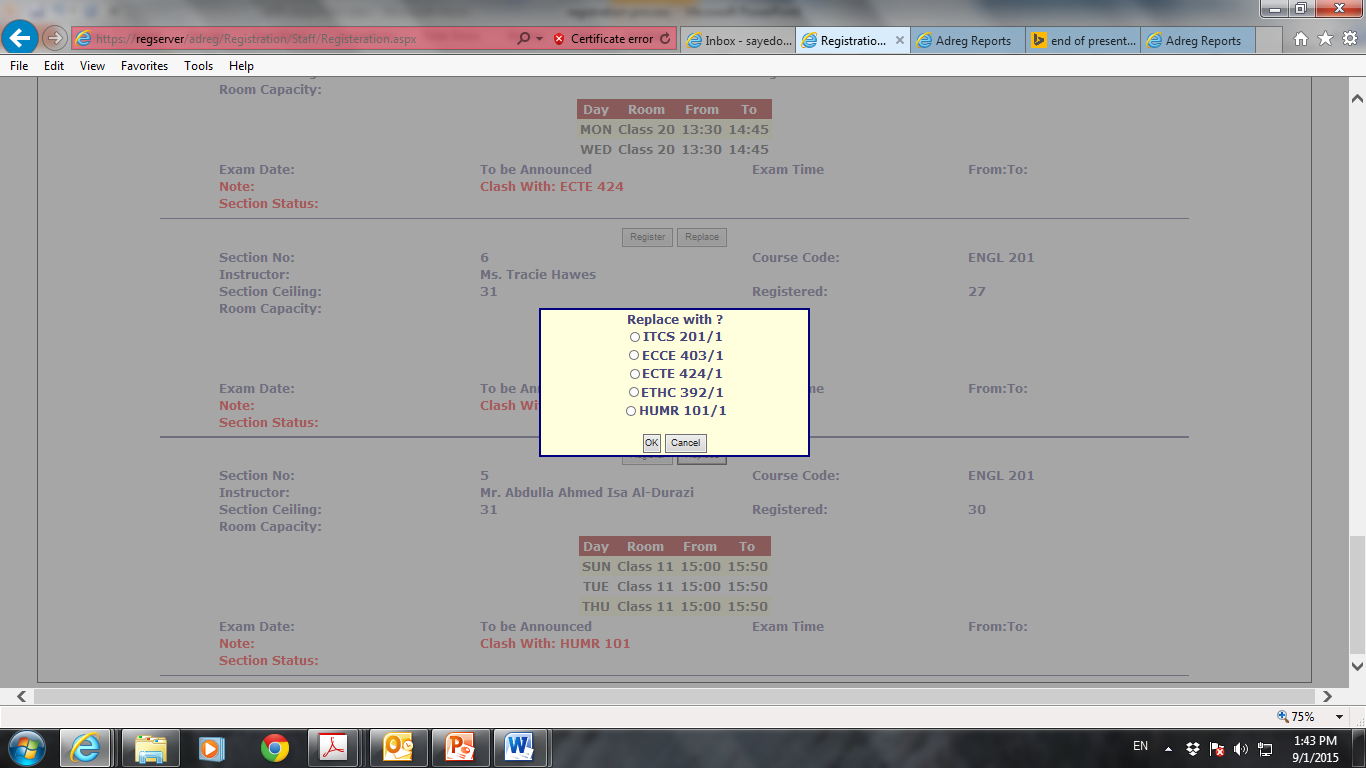 https://regserver/adreg/Registration/Staff/Registeration.aspx
Certificate error
Inbox - sayedo...
Registratio...
Adreg Reports
end of present...
Adreg Reports
File Edit View Favorites Tools Help
Room Capacity:
Day Room From To
MON Class 20 13:30 14:45
WED Class 20 13:30 14:45
Exam Date: To be Announced Exam Time From:To:
Note: Clash With: ECTE 424
Section Status:
Register Replace
Section No: 6 Course Code: ENGL 201
Instructor: Ms. Tracie Hawes
Section Ceiling: 31 Registered: 27
Room Capacity:
Replace with ?
ITCS 201/1
ECCE 403/1
ECTE 424/1
ETHC 392/1
HUMR 101/1
OK Cancel
Exam Date: To be An me From:To:
Note: Clash Wi
Section Status:
Section No: 5 Course Code: ENGL 201
Instructor: Mr. Abdulla Ahmed Isa Al-Durazi
Section Ceiling: 31 Registered: 30
Room Capacity:
Day Room From To
SUN Class 11 15:00 15:50
TUE Class 11 15:00 15:50
THU Class 11 15:00 15:50
Exam Date: To be Announced Exam Time From:To:
Note: Clash With: HUMR 101
Section Status:
75%
EN
1:43 PM
9/1/2015